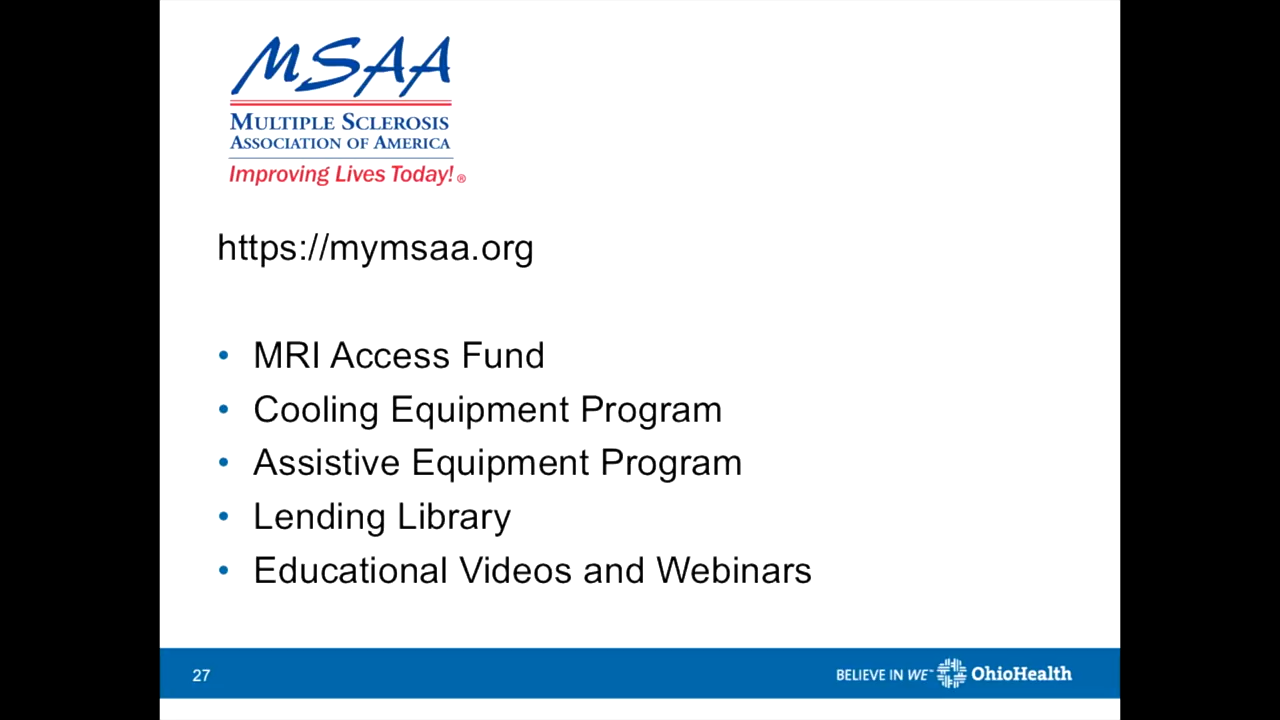 MSAA
MULTIPLE SCLEROSIS
ASSOCIATION OF AMERICA
Improving Lives Today!®
https://mymsaa.org
• MRI Access Fund
• Cooling Equipment Program
• Assistive Equipment Program
• Lending Library
• Educational Videos and Webinars
27
BELIEVE IN WE℠ OhioHealth